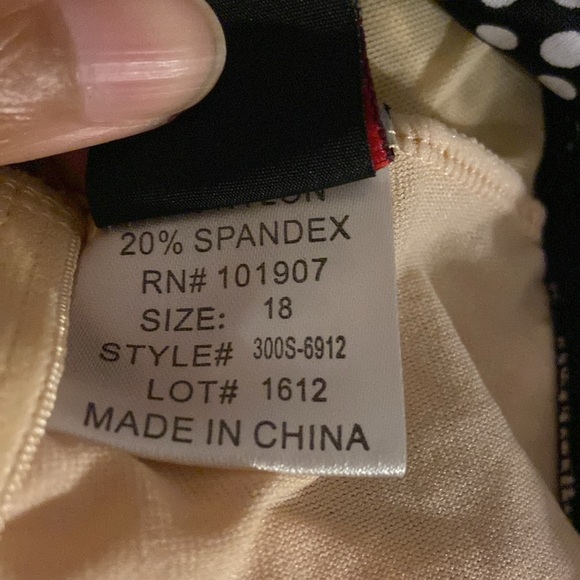 20% SPANDEX
RN# 101907
SIZE: 18
STYLE# 300S-6912
LOT# 1612
MADE IN CHINA